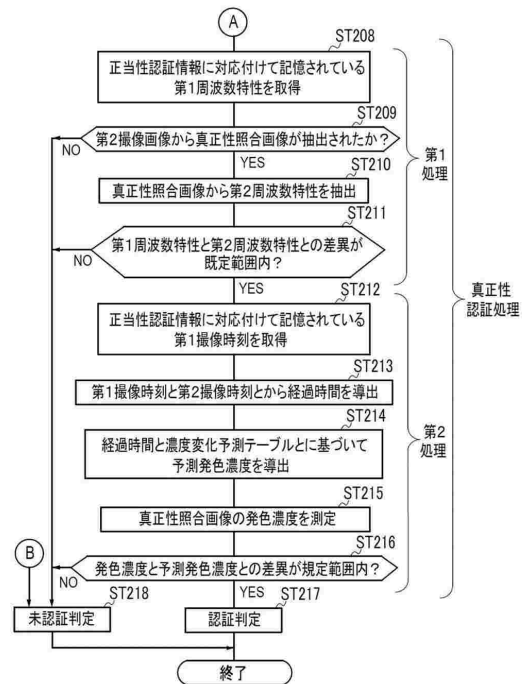 A
ST208
正当性認証情報に対応付けて記憶されている
第1周波数特性を取得
ST209
第2撮像画像から真正性照合画像が抽出されたか？
NO
YES
ST210
真正性照合画像から第2周波数特性を抽出
ST211
第1周波数特性と第2周波数特性との差異が
既定範囲内？
NO
YES
第1
処理
ST212
正当性認証情報に対応付けて記憶されている
第1撮像時刻を取得
真正性
認証処理
ST213
第1撮像時刻と第2撮像時刻とから経過時間を導出
ST214
経過時間と濃度変化予測テーブルとに基づいて
予測発色濃度を導出
第2
処理
ST215
真正性照合画像の発色濃度を測定
ST216
発色濃度と予測発色濃度との差異が規定範囲内？
B
NO
YES
ST218
未認証判定
ST217
認証判定
終了